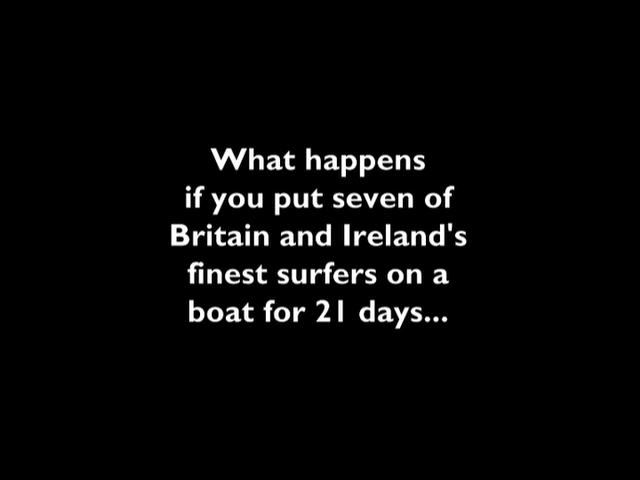 What happens
if you put seven of
Britain and Ireland's
finest surfers on a
boat for 21 days...